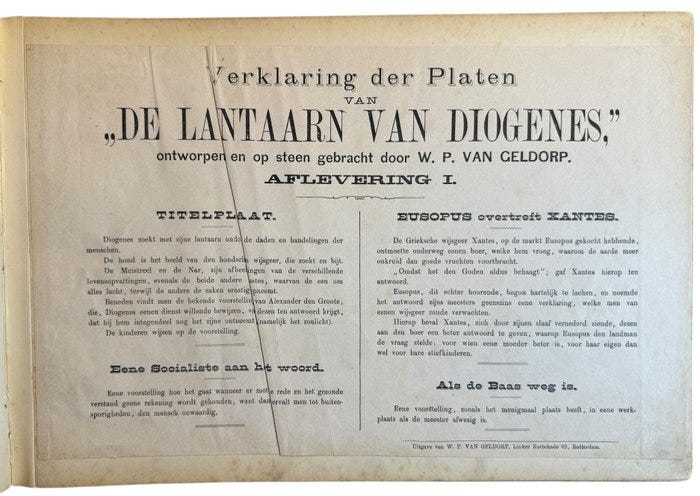 Verklaring der Platen
VAN
„DE LANTAARN VAN DIOGENES,”
ontworpen en op steen gebracht door W. P. VAN GELDORP.
AFLEVERING I.
TITELPLAAT.
Diogenes zoekt met zijne lantaarn onder de daden en handelingen der
menschen.
De hond is het beeld van den hondschen wijsgeer, die zoekt en bijt.
De Meistreel en de Nar, zijn afbeeldingen van de verschillende
levensopvattingen, evenals de beide andere, waarvan de een om
alles lacht, terwijl de andere de zaken ernstig opneemt.
Beneden vindt men de bekende voorstelling van Alexander den Groote,
die, Diogenes eenen dienst willende bewijzen, van dezen ten antwoord krijgt,
dat hij hem integendeel nog het zijne ontneemt (namelijk het zonlicht).
De kinderen wijzen op de voorstelling.
Eene Socialiste aan ht woord.
Eene voorstelling hoe het gaat wanneer er met de rede en het gezonde
verstand geene rekening wordt gehouden, want dan vervalt men tot buiten-
sporigheden, den mensch onwaardig.
EUSOPUS overtreft XANTES.
De Grieksche wijsgeer Xantes, op de markt Eusopus gekocht hebbende,
ontmoette onderweg eenen boer, welke hem vroeg, waarom de aarde meer
onkruid dan goede vruchten voortbracht.
„Omdat het den Goden aldus behaagt”; gaf Xantes hierop ten
antwoord.
Eusopus, dit echter hoorende, begon hartelijk te lachen, en noemde
het antwoord zijns meesters geenszins eene verklaring, welke men van
eenen wijsgeer zonde verwachten.
Hierop beval Xantes, zich door zijnen slaaf vernederd ziende, dezen
aan den boer een beter antwoord te geven, waarop Eusopus den landman
de vraag stelde: voor wien eene moeder beter is, voor haar eigen dan
wel voor hare stiefkinderen.
Als de Baas weg is.
Eene voorstelling, zooals het menigmaal plaats heeft, in eene werk-
plaats als de meester afwezig is.
Uitgave van W. P. VAN GELDORP, Linker Rottekade 61, Rotterdam.